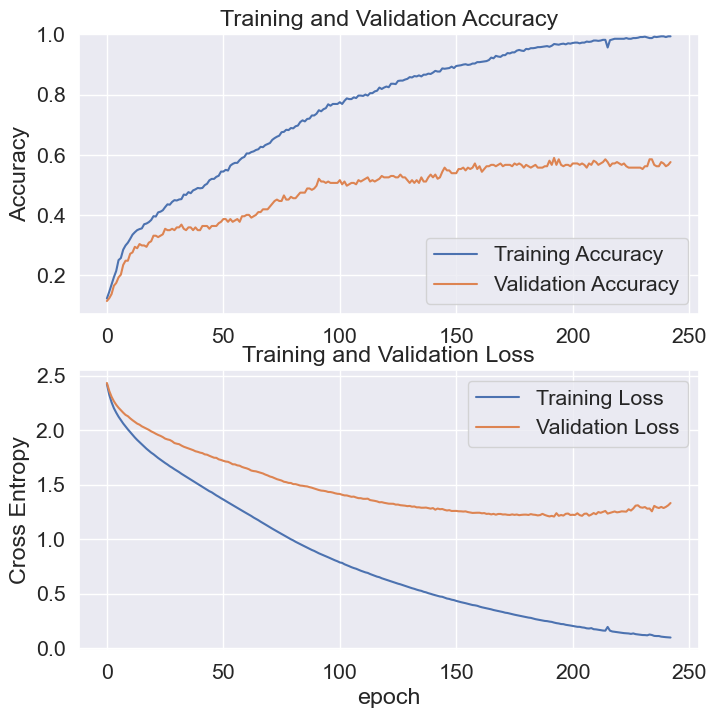 Training and Validation Accuracy
Accuracy
1.0
0.8
0.6
0.4
0.2
Training Accuracy
Validation Accuracy
0 50 100 150 200 250
Training and Validation Loss
Cross Entropy
2.5
2.0
1.5
1.0
0.5
0.0
Training Loss
Validation Loss
0 50 100 150 200 250
epoch